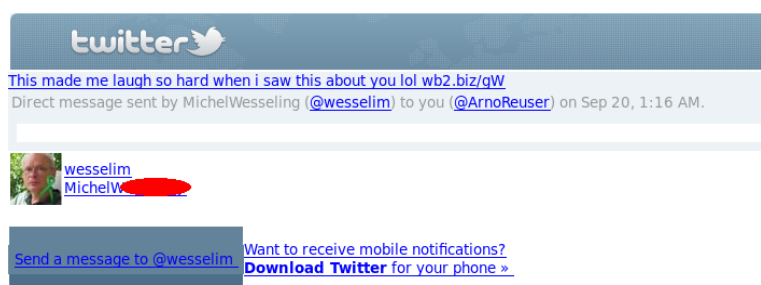 twitter
This made me laugh so hard when i saw this about you lol wb2.biz/gW
Direct message sent by MichelWesseling (@wesselim) to you (@ArnoReuser) on Sep 20, 1:16 AM.
wesselim
MichelW
Send a message to @wesselim
Want to receive mobile notifications?
Download Twitter for your phone »